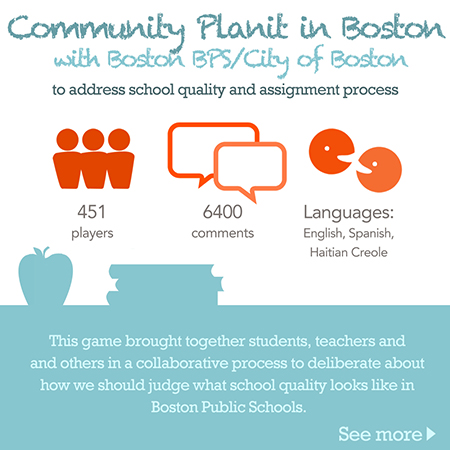 Community Planit in Boston
with Boston BPS/City of Boston
to address school quality and assignment process
451
players
6400
comments
Languages:
English, Spanish,
Haitian Creole
This game brought together students, teachers and
and others in a collaborative process to deliberate about
how we should judge what school quality looks like in
Boston Public Schools.
See more